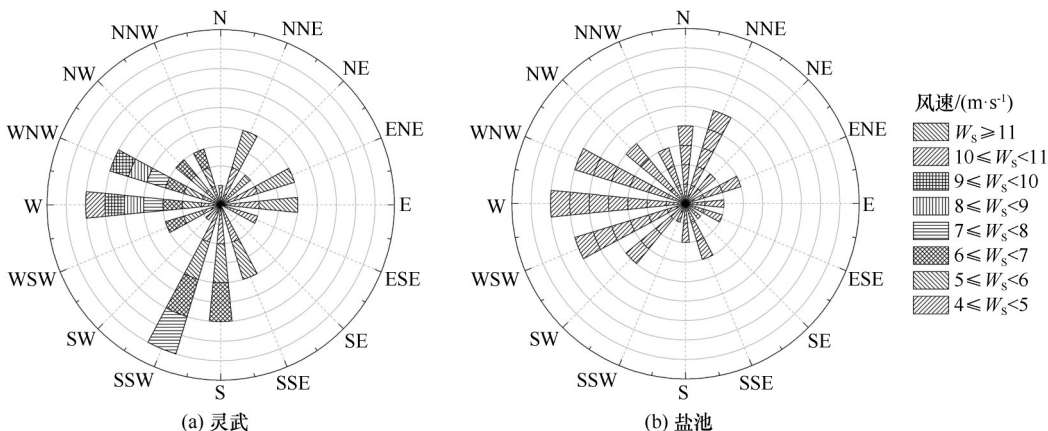 N
NNE
NE
ENE
E
ESE
SE
SSE
S
SSW
SW
WSW
W
WNW
NW
NNW
(a) 灵武
N
NNE
NE
ENE
E
ESE
SE
SSE
S
SSW
SW
WSW
W
WNW
NW
NNW
(b) 盐池
风速/(m·s⁻¹)
Wₛ⩾11
10⩽Wₛ<11
9⩽Wₛ<10
8⩽Wₛ<9
7⩽Wₛ<8
6⩽Wₛ<7
5⩽Wₛ<6
4⩽Wₛ<5